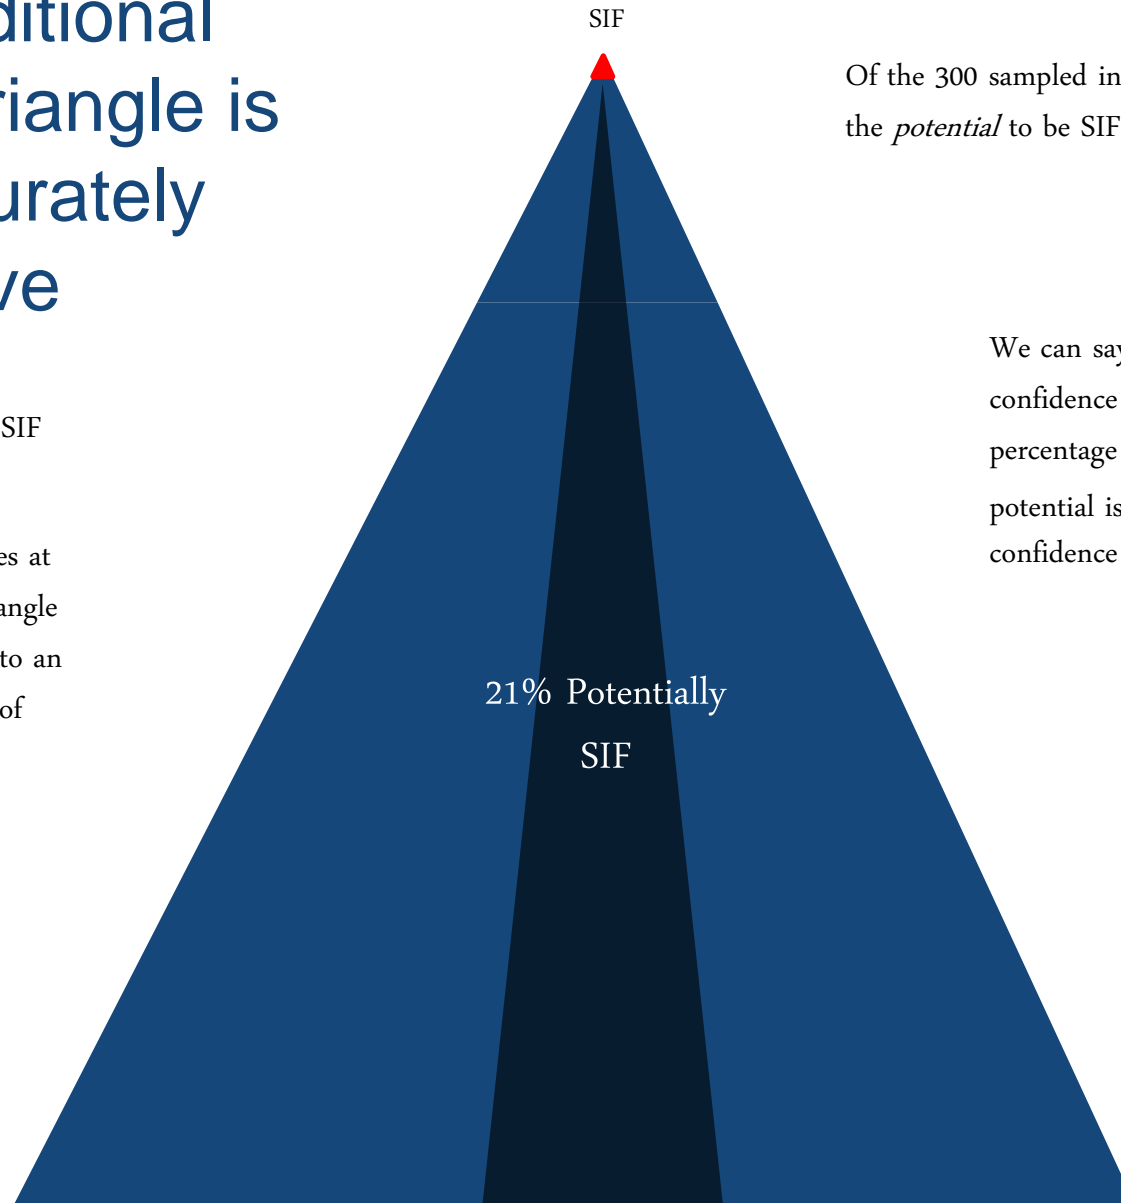 ditional
riangle is
urately
ve
SIF
es at
angle
to an
of
SIF
21% Potentially
SIF
Of the 300 sampled in
the potential to be SIF
We can say
confidence
percentage
potential is
confidence